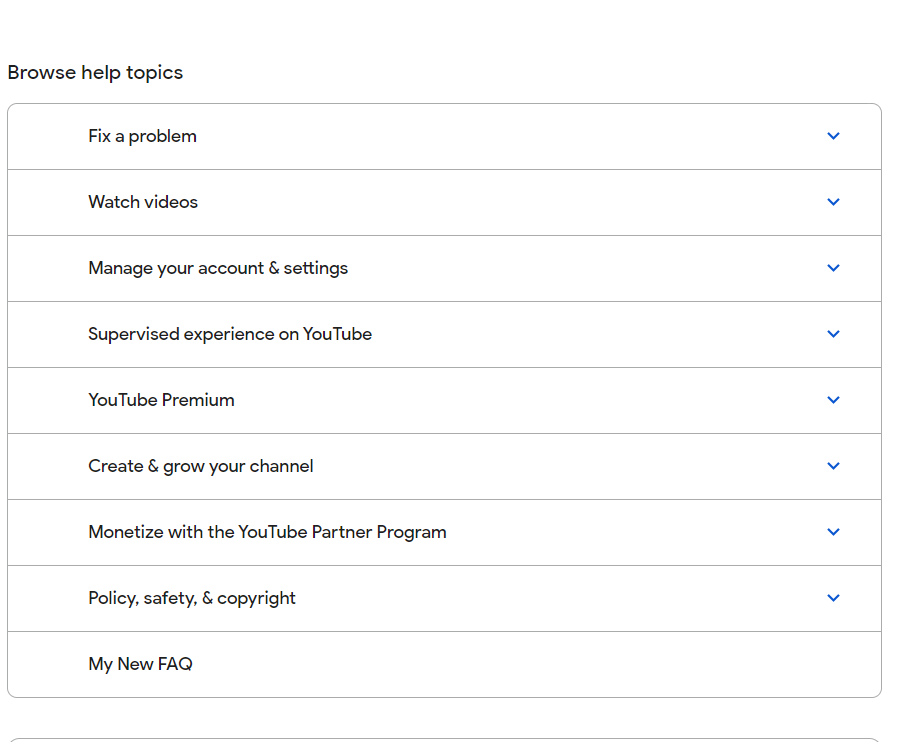 Browse help topics
Fix a problem
Watch videos
Manage your account & settings
Supervised experience on YouTube
YouTube Premium
Create & grow your channel
Monetize with the YouTube Partner Program
Policy, safety, & copyright
My New FAQ